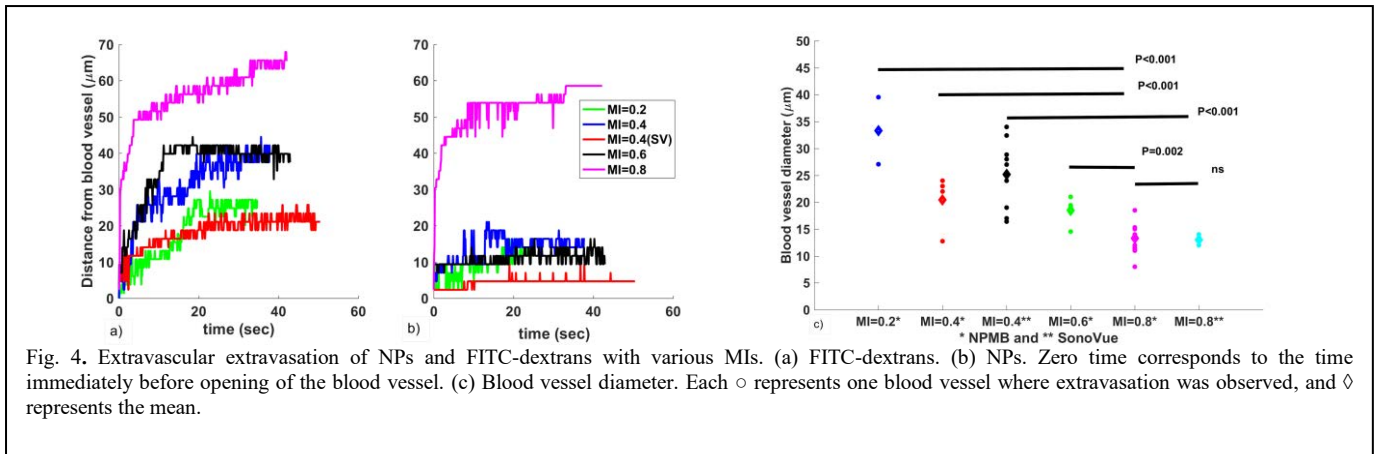 70
60
50
40
30
20
10
0
Distance from blood vessel (μm)
0 20 40 60
time (sec)
a)
70
60
50
40
30
20
10
0
0 20 40 60
time (sec)
b)
MI=0.2
MI=0.4
MI=0.4(SV)
MI=0.6
MI=0.8
50
45
40
35
30
25
20
15
10
5
0
Blood vessel diameter (μm)
P<0.001
P<0.001
P<0.001
P=0.002
ns
c)
MI=0.2* MI=0.4* MI=0.4** MI=0.6* MI=0.8* MI=0.8**
* NPMB and ** SonoVue
Fig. 4. Extravascular extravasation of NPs and FITC-dextrans with various MIs. (a) FITC-dextrans. (b) NPs. Zero time corresponds to the time
immediately before opening of the blood vessel. (c) Blood vessel diameter. Each ○ represents one blood vessel where extravasation was observed, and ◊
represents the mean.